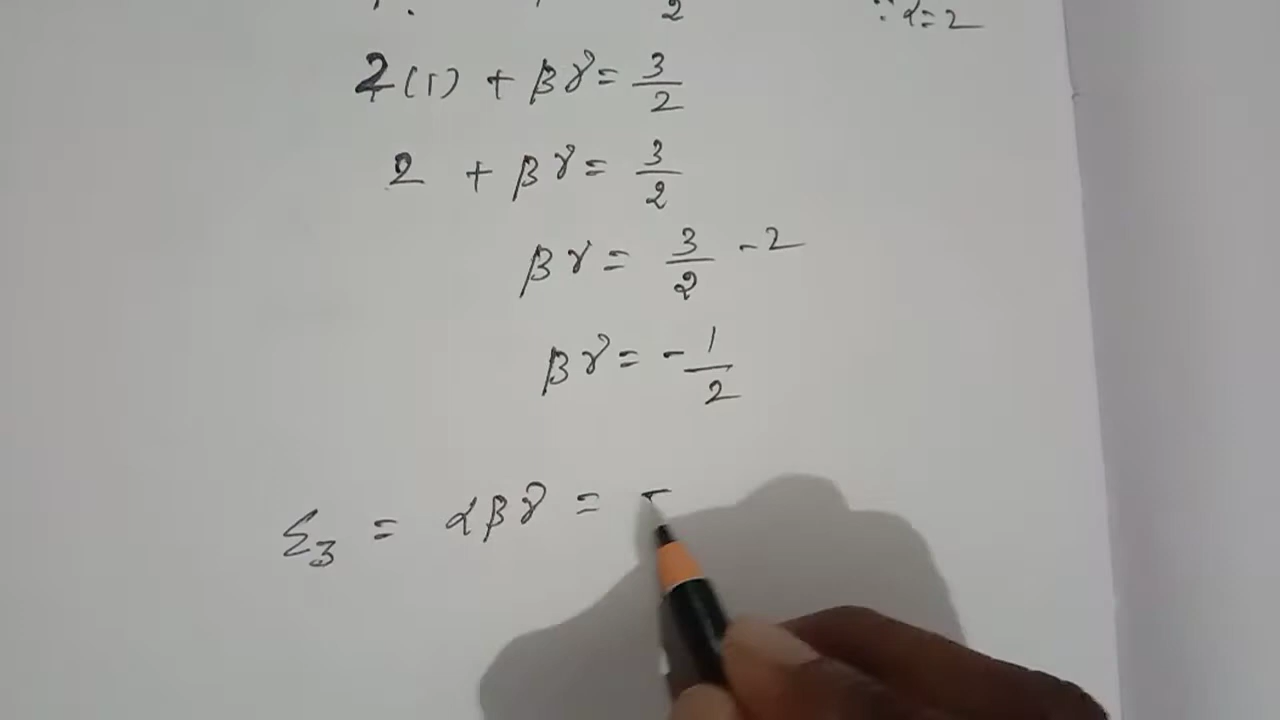 2 ∵ α=2
2(1) + βγ = 3/2
2 + βγ = 3/2
βγ = 3/2 - 2
βγ = - 1/2
Σ3 = αβγ = -